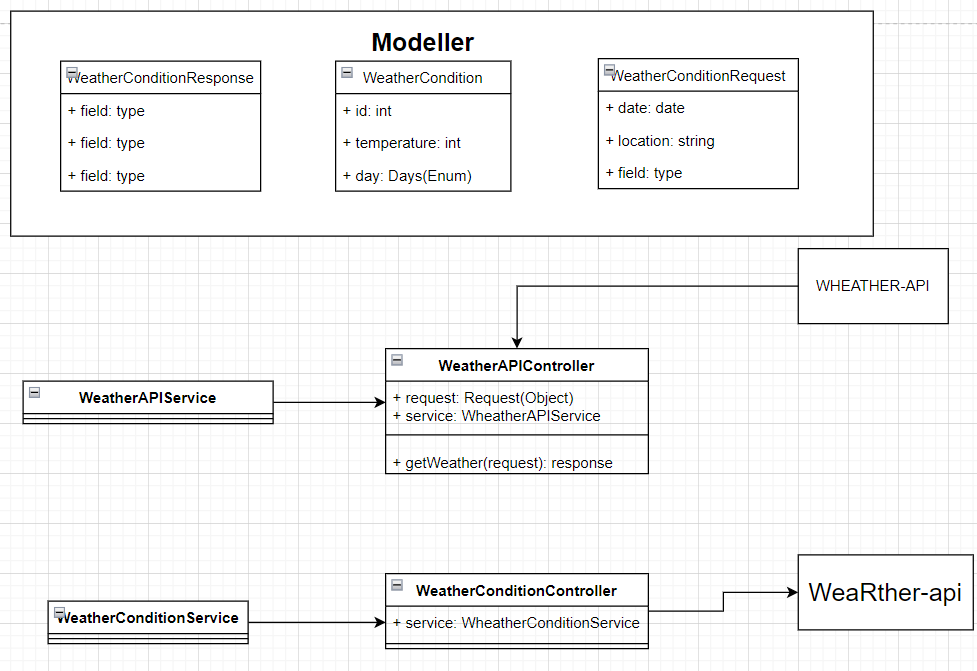 Modeller
WeatherConditionResponse
+ field: type
+ field: type
+ field: type
WeatherCondition
+ id: int
+ temperature: int
+ day: Days(Enum)
WeatherConditionRequest
+ date: date
+ location: string
+ field: type
WHEATHER-API
WeatherAPIService
WeatherAPIController
+ request: Request(Object)
+ service: WheatherAPIService
+ getWeather(request): response
WeatherConditionService
WeatherConditionController
+ service: WheatherConditionService
WeaRther-api